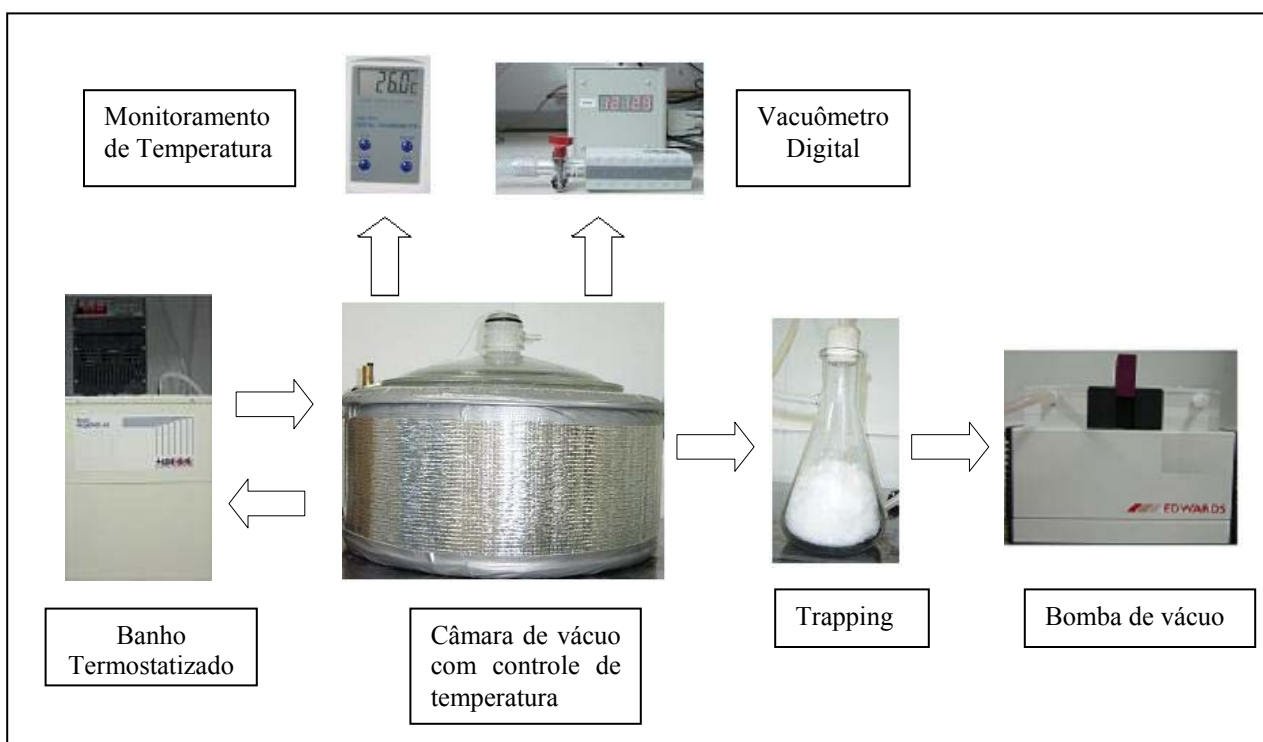 Monitoramento
de Temperatura
26.0c
Vacuômetro
Digital
EDWARDS
Banho
Termostatizado
Câmara de vácuo
com controle de
temperatura
Trapping
Bomba de vácuo